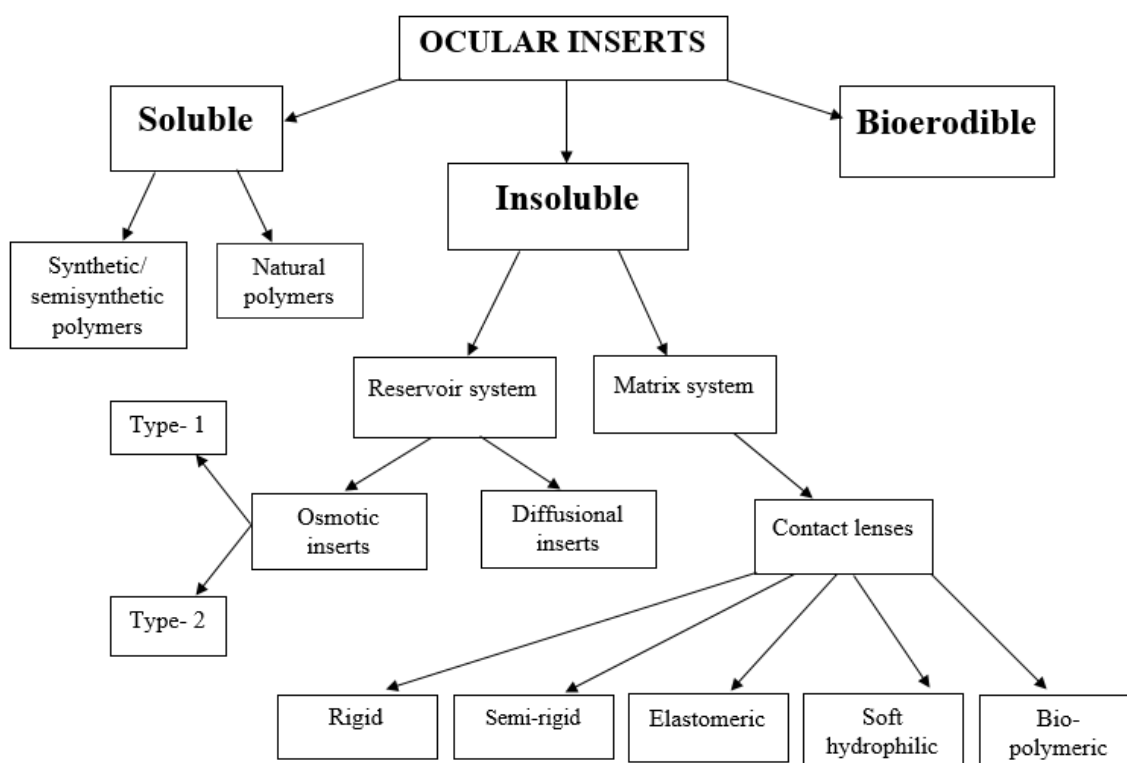 OCULAR INSERTS
Soluble
Bioerodible
Insoluble
Synthetic/
semisynthetic
polymers
Natural
polymers
Reservoir system
Matrix system
Type- 1
Osmotic
inserts
Diffusional
inserts
Contact lenses
Type- 2
Rigid
Semi-rigid
Elastomeric
Soft
hydrophilic
Bio-
polymeric